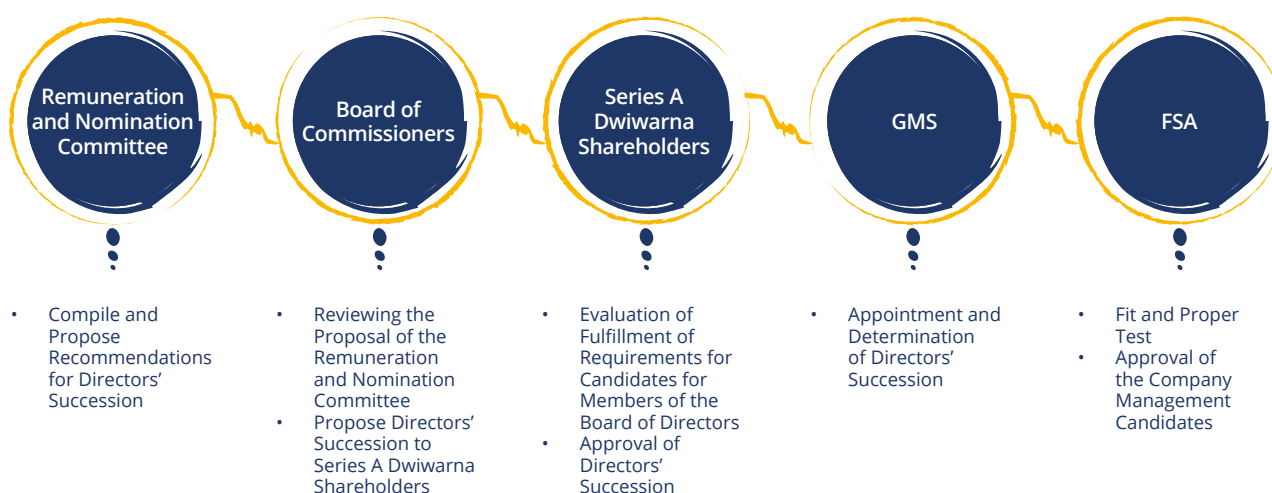 Remuneration
and Nomination
Committee
Board of
Commissioners
Series A
Dwiwarna
Shareholders
GMS
FSA
• Compile and
Propose
Recommendations
for Directors’
Succession
• Reviewing the
Proposal of the
Remuneration
and Nomination
Committee
• Propose Directors’
Succession to
Series A Dwiwarna
Shareholders
• Evaluation of
Fulfillment of
Requirements for
Candidates for
Members of the
Board of Directors
• Approval of
Directors’
Succession
• Appointment and
Determination
of Directors’
Succession
• Fit and Proper
Test
• Approval of
the Company
Management
Candidates